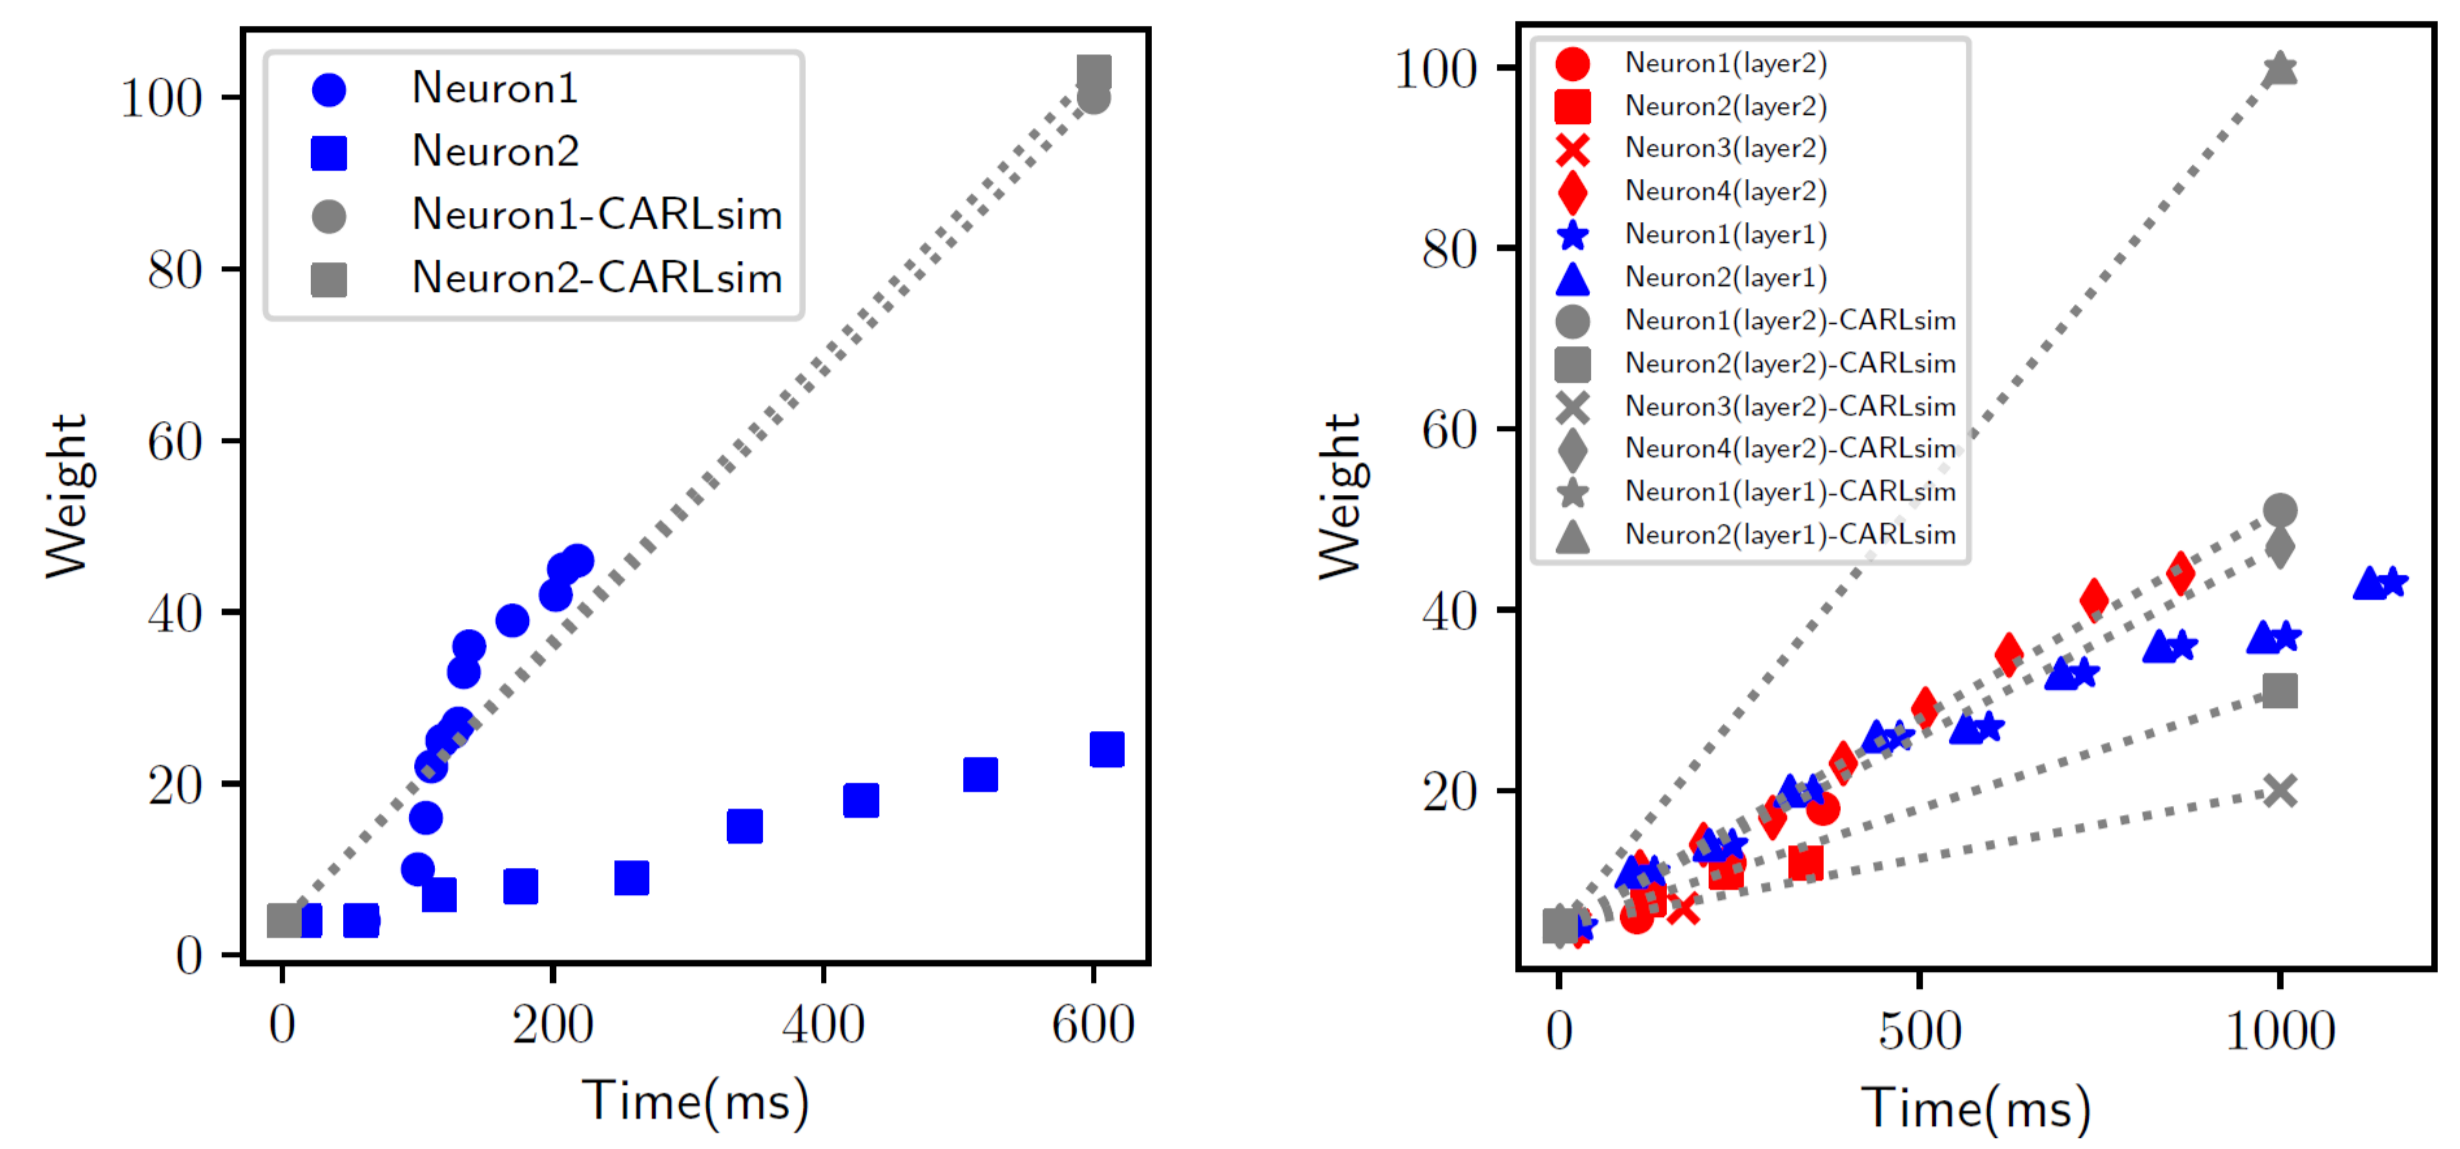 100
80
60
40
20
0
Weight
Neuron1
Neuron2
Neuron1-CARLsim
Neuron2-CARLsim
0 200 400 600
Time(ms)
100
80
60
40
20
Weight
Neuron1(layer2)
Neuron2(layer2)
Neuron3(layer2)
Neuron4(layer2)
Neuron1(layer1)
Neuron2(layer1)
Neuron1(layer2)-CARLsim
Neuron2(layer2)-CARLsim
Neuron3(layer2)-CARLsim
Neuron4(layer2)-CARLsim
Neuron1(layer1)-CARLsim
Neuron2(layer1)-CARLsim
0 500 1000
Time(ms)